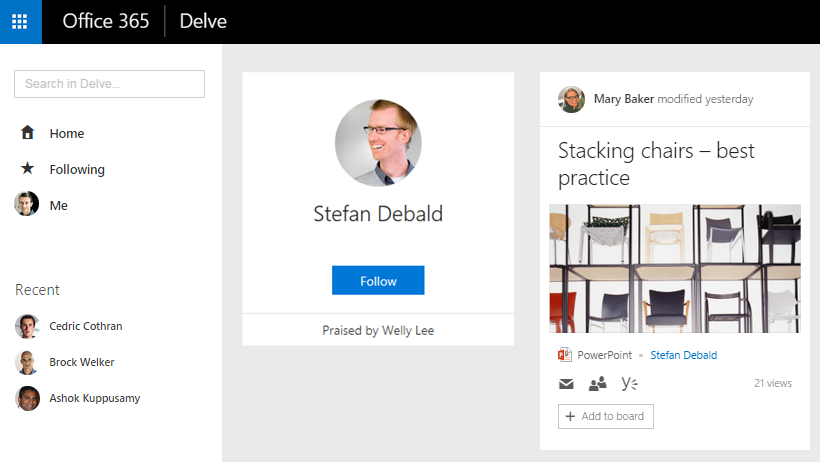 Office 365
Delve
Search in Delve...
Home
Following
Me
Recent
Cedric Cothran
Brock Welker
Ashok Kuppusamy
Stefan Debald
Follow
Praised by Welly Lee
Mary Baker modified yesterday
Stacking chairs – best
practice
PowerPoint
Stefan Debald
21 views
+ Add to board